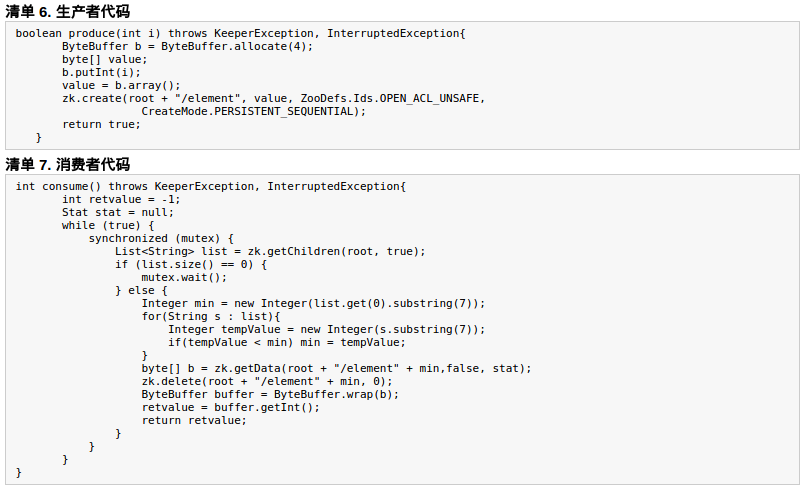 清单 6. 生产者代码
boolean produce(int i) throws KeeperException, InterruptedException{
       ByteBuffer b = ByteBuffer.allocate(4);
       byte[] value;
       b.putInt(i);
       value = b.array();
       zk.create(root + "/element", value, ZooDefs.Ids.OPEN_ACL_UNSAFE,
                   CreateMode.PERSISTENT_SEQUENTIAL);
       return true;
   }
清单 7. 消费者代码
int consume() throws KeeperException, InterruptedException{
       int retvalue = -1;
       Stat stat = null;
       while (true) {
           synchronized (mutex) {
               List<String> list = zk.getChildren(root, true);
               if (list.size() == 0) {
                   mutex.wait();
               } else {
                   Integer min = new Integer(list.get(0).substring(7));
                   for(String s : list){
                       Integer tempValue = new Integer(s.substring(7));
                       if(tempValue < min) min = tempValue;
                   }
                   byte[] b = zk.getData(root + "/element" + min,false, stat);
                   zk.delete(root + "/element" + min, 0);
                   ByteBuffer buffer = ByteBuffer.wrap(b);
                   retvalue = buffer.getInt();
                   return retvalue;
               }
           }
       }
}